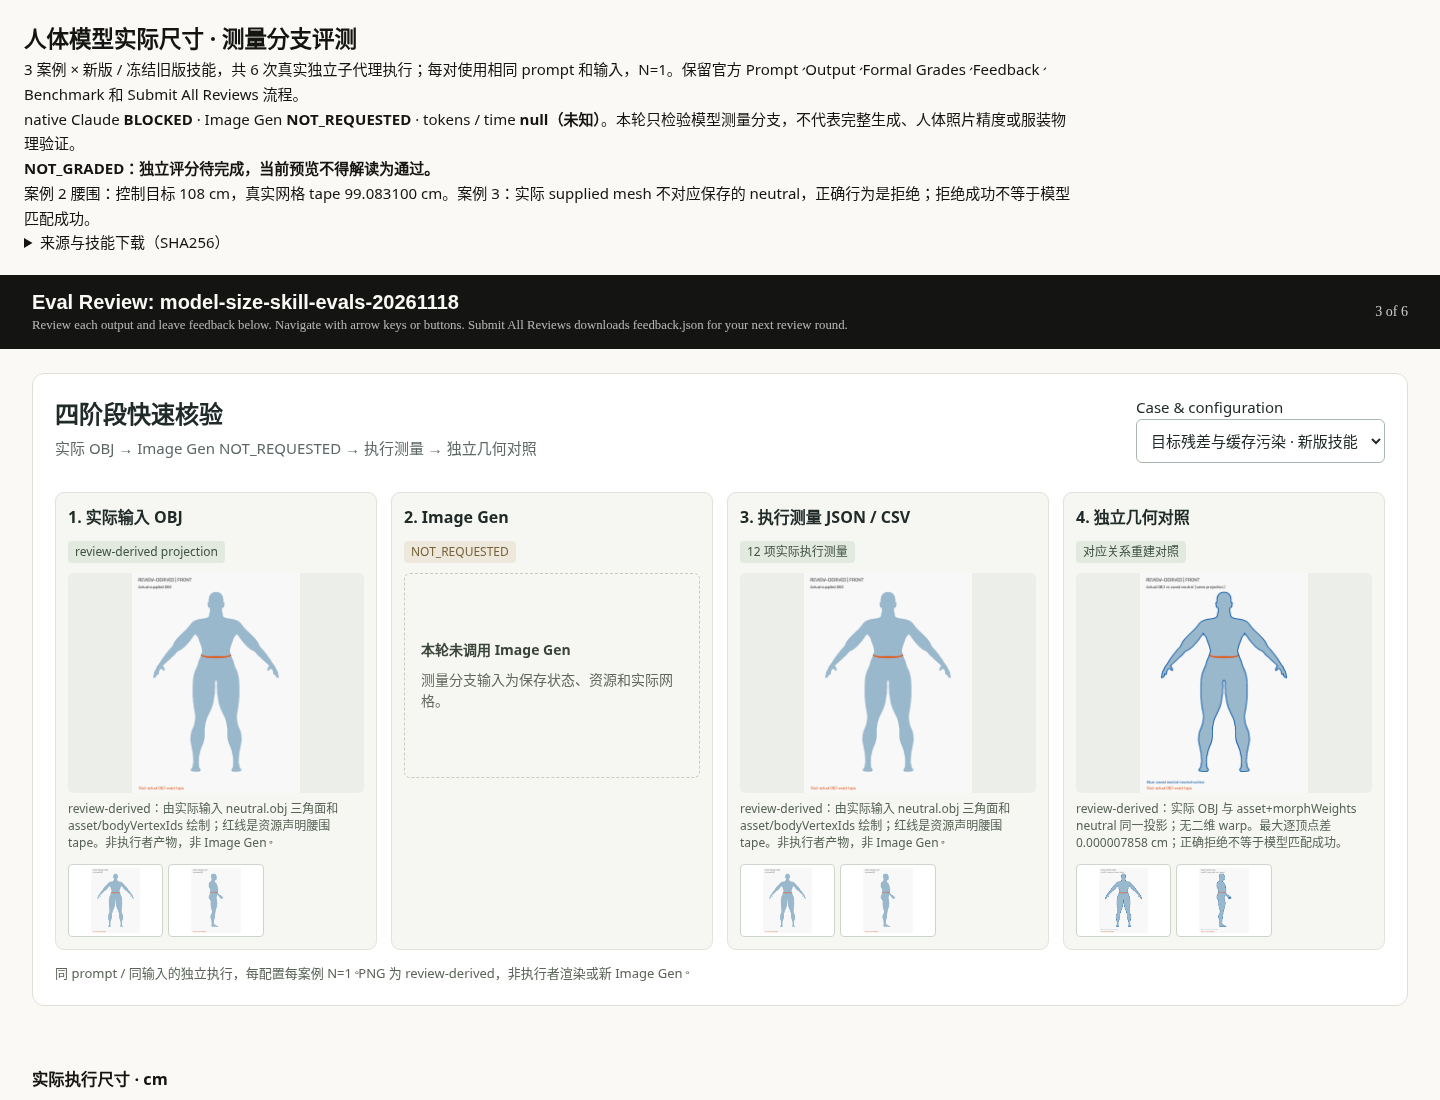 人体模型实际尺寸 · 测量分支评测
3 案例 × 新版 / 冻结旧版技能，共 6 次真实独立子代理执行；每对使用相同 prompt 和输入，N=1。保留官方 Prompt、Output、Formal Grades、Feedback、
Benchmark 和 Submit All Reviews 流程。
native Claude BLOCKED · Image Gen NOT_REQUESTED · tokens / time null（未知）。本轮只检验模型测量分支，不代表完整生成、人体照片精度或服装物
理验证。
NOT_GRADED：独立评分待完成，当前预览不得解读为通过。
案例 2 腰围：控制目标 108 cm，真实网格 tape 99.083100 cm。案例 3：实际 supplied mesh 不对应保存的 neutral，正确行为是拒绝；拒绝成功不等于模型
匹配成功。
▶ 来源与技能下载（SHA256）
Eval Review: model-size-skill-evals-20261118
Review each output and leave feedback below. Navigate with arrow keys or buttons. Submit All Reviews downloads feedback.json for your next review round.
3 of 6
四阶段快速核验
实际 OBJ → Image Gen NOT_REQUESTED → 执行测量 → 独立几何对照
Case & configuration
目标残差与缓存污染 · 新版技能
1. 实际输入 OBJ
review-derived projection
REVIEW-DERIVED | FRONT
Actual supplied OBJ
review-derived：由实际输入 neutral.obj 三角面和
asset/bodyVertexIds 绘制；红线是资源声明腰围
tape。非执行者产物，非 Image Gen。
2. Image Gen
NOT_REQUESTED
本轮未调用 Image Gen
测量分支输入为保存状态、资源和实际网
格。
3. 执行测量 JSON / CSV
12 项实际执行测量
REVIEW-DERIVED | FRONT
Actual supplied OBJ
review-derived：由实际输入 neutral.obj 三角面和
asset/bodyVertexIds 绘制；红线是资源声明腰围
tape。非执行者产物，非 Image Gen。
4. 独立几何对照
对应关系重建对照
REVIEW-DERIVED | FRONT
review-derived：实际 OBJ 与 asset+morphWeights
neutral 同一投影；无二维 warp。最大逐顶点差
0.000007858 cm；正确拒绝不等于模型匹配成功。
同 prompt / 同输入的独立执行，每配置每案例 N=1。PNG 为 review-derived，非执行者渲染或新 Image Gen。
实际执行尺寸 · cm